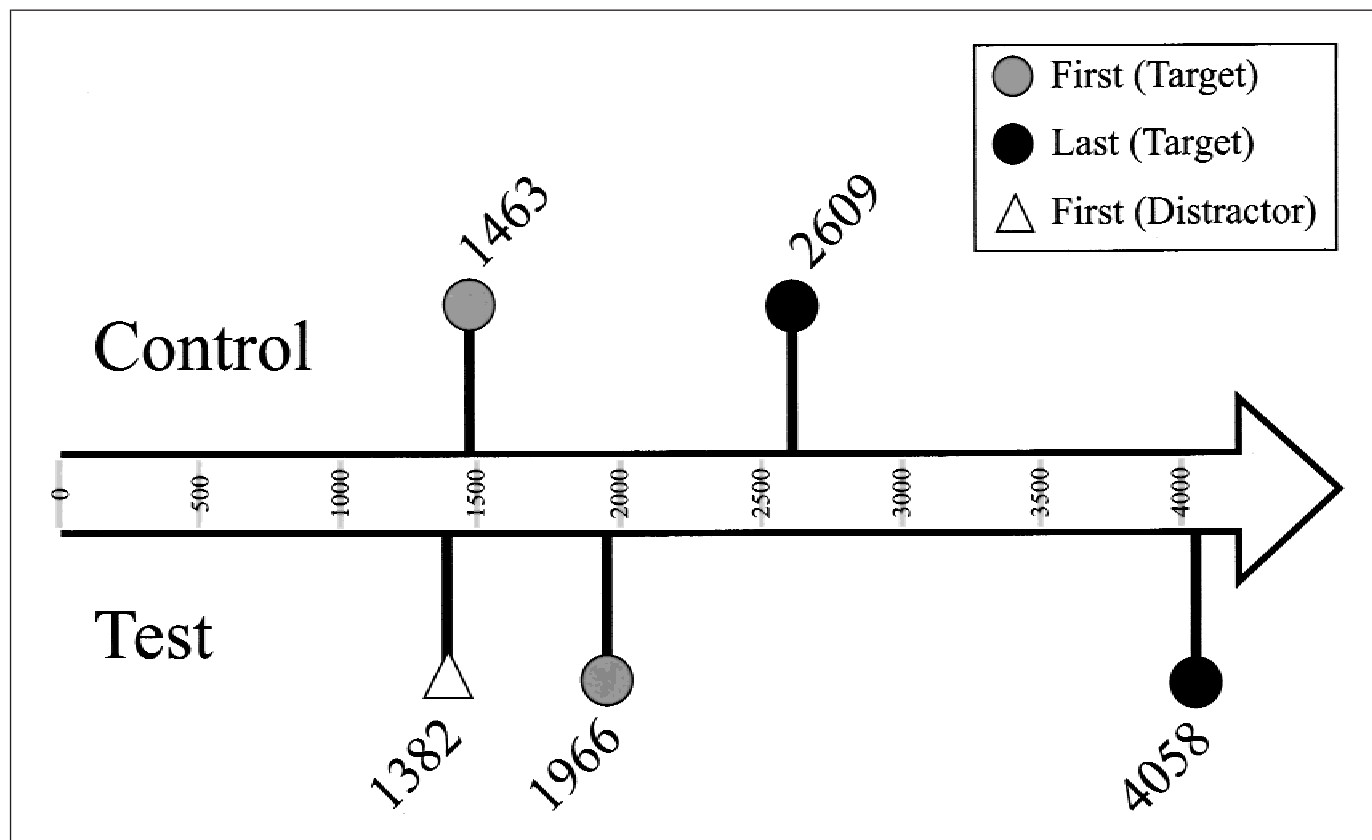 First (Target)
Last (Target)
First (Distractor)
1463
2609
Control
0 500 1000 1500 2000 2500 3000 3500 4000
Test
1382
1966
4058